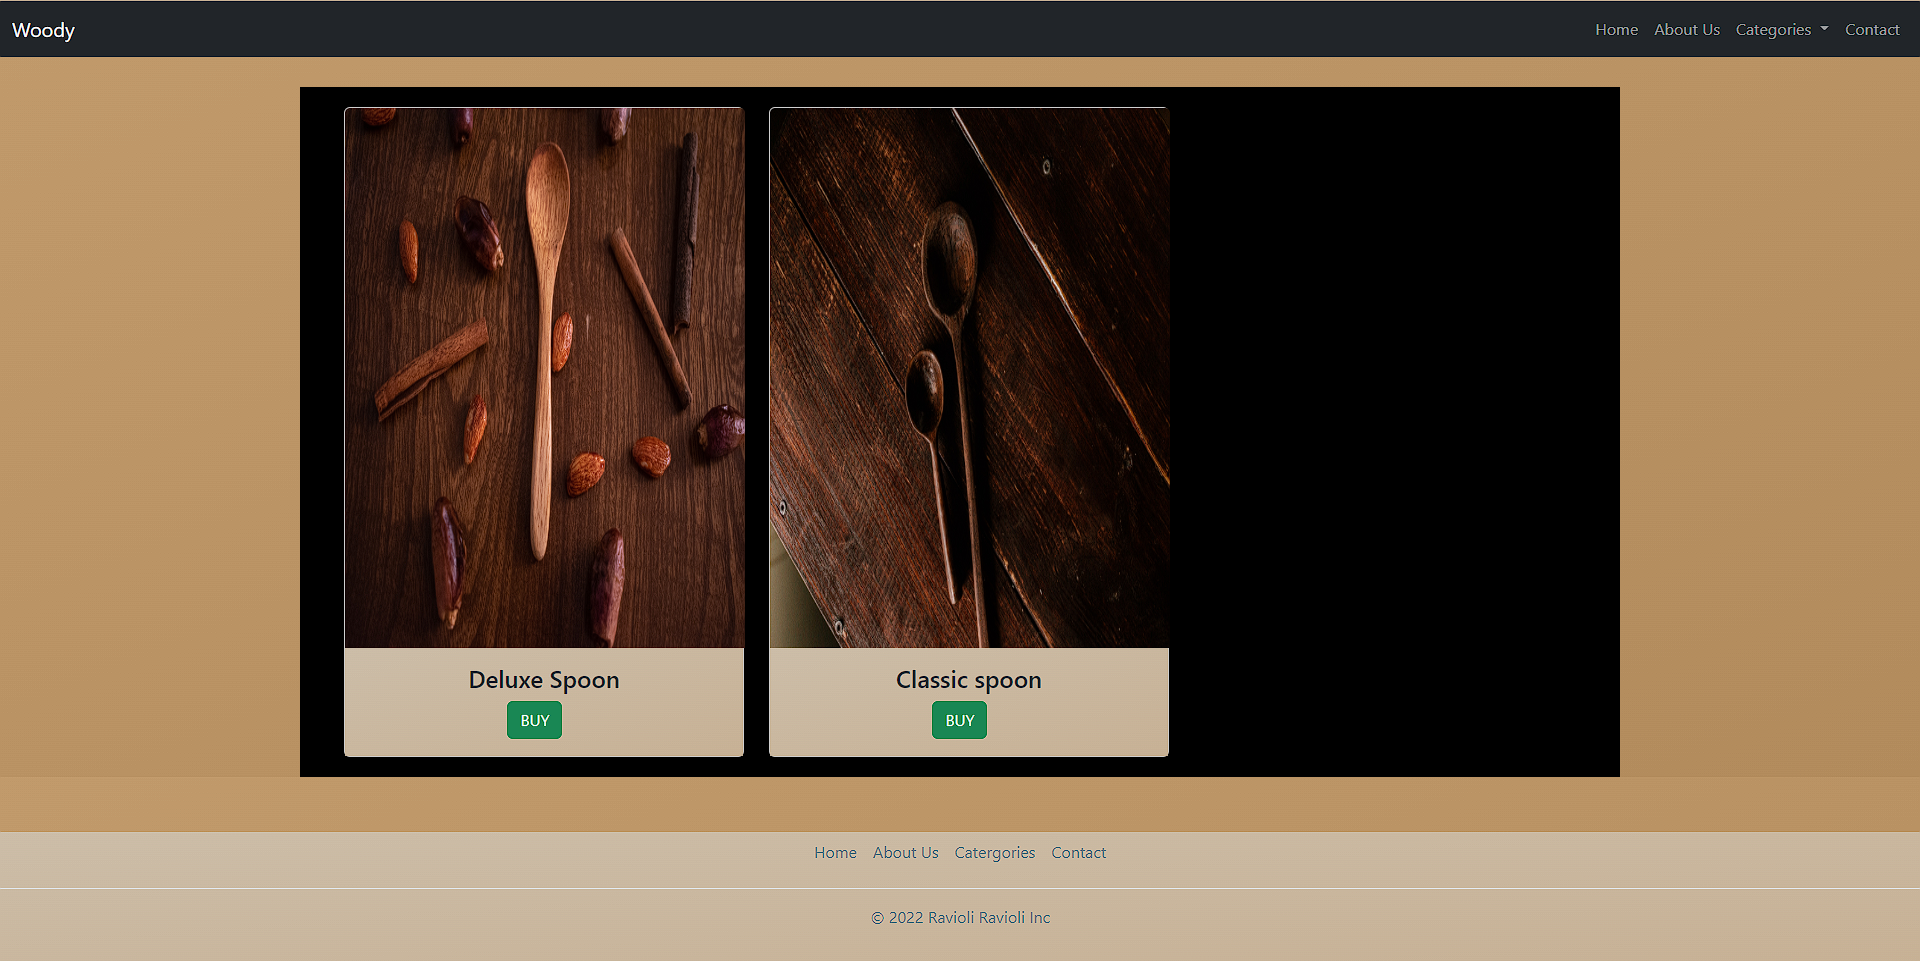 Woody Home About Us Categories Contact
Deluxe Spoon
BUY
Classic spoon
BUY
Home About Us Catergories Contact
© 2022 Ravioli Ravioli Inc